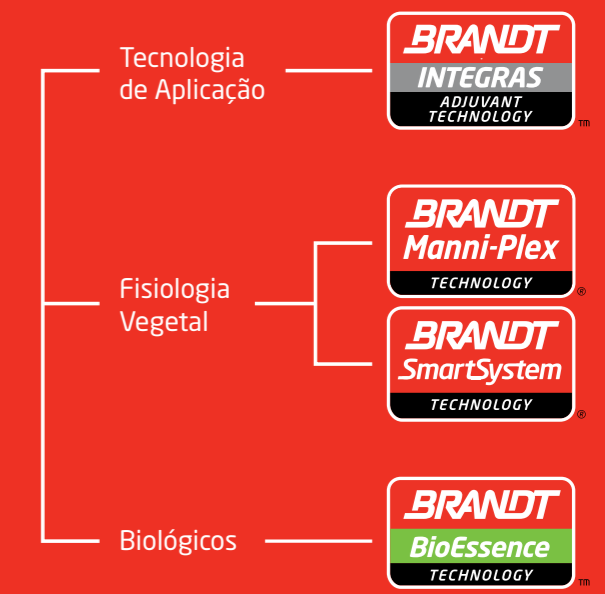 Tecnologia
de Aplicação
BRANDT
INTEGRAS
ADJUVANT
TECHNOLOGY
TM
Fisiologia
Vegetal
BRANDT
Manni-Plex
TECHNOLOGY
®
BRANDT
SmartSystem
TECHNOLOGY
®
Biológicos
BRANDT
BioEssence
TECHNOLOGY
TM